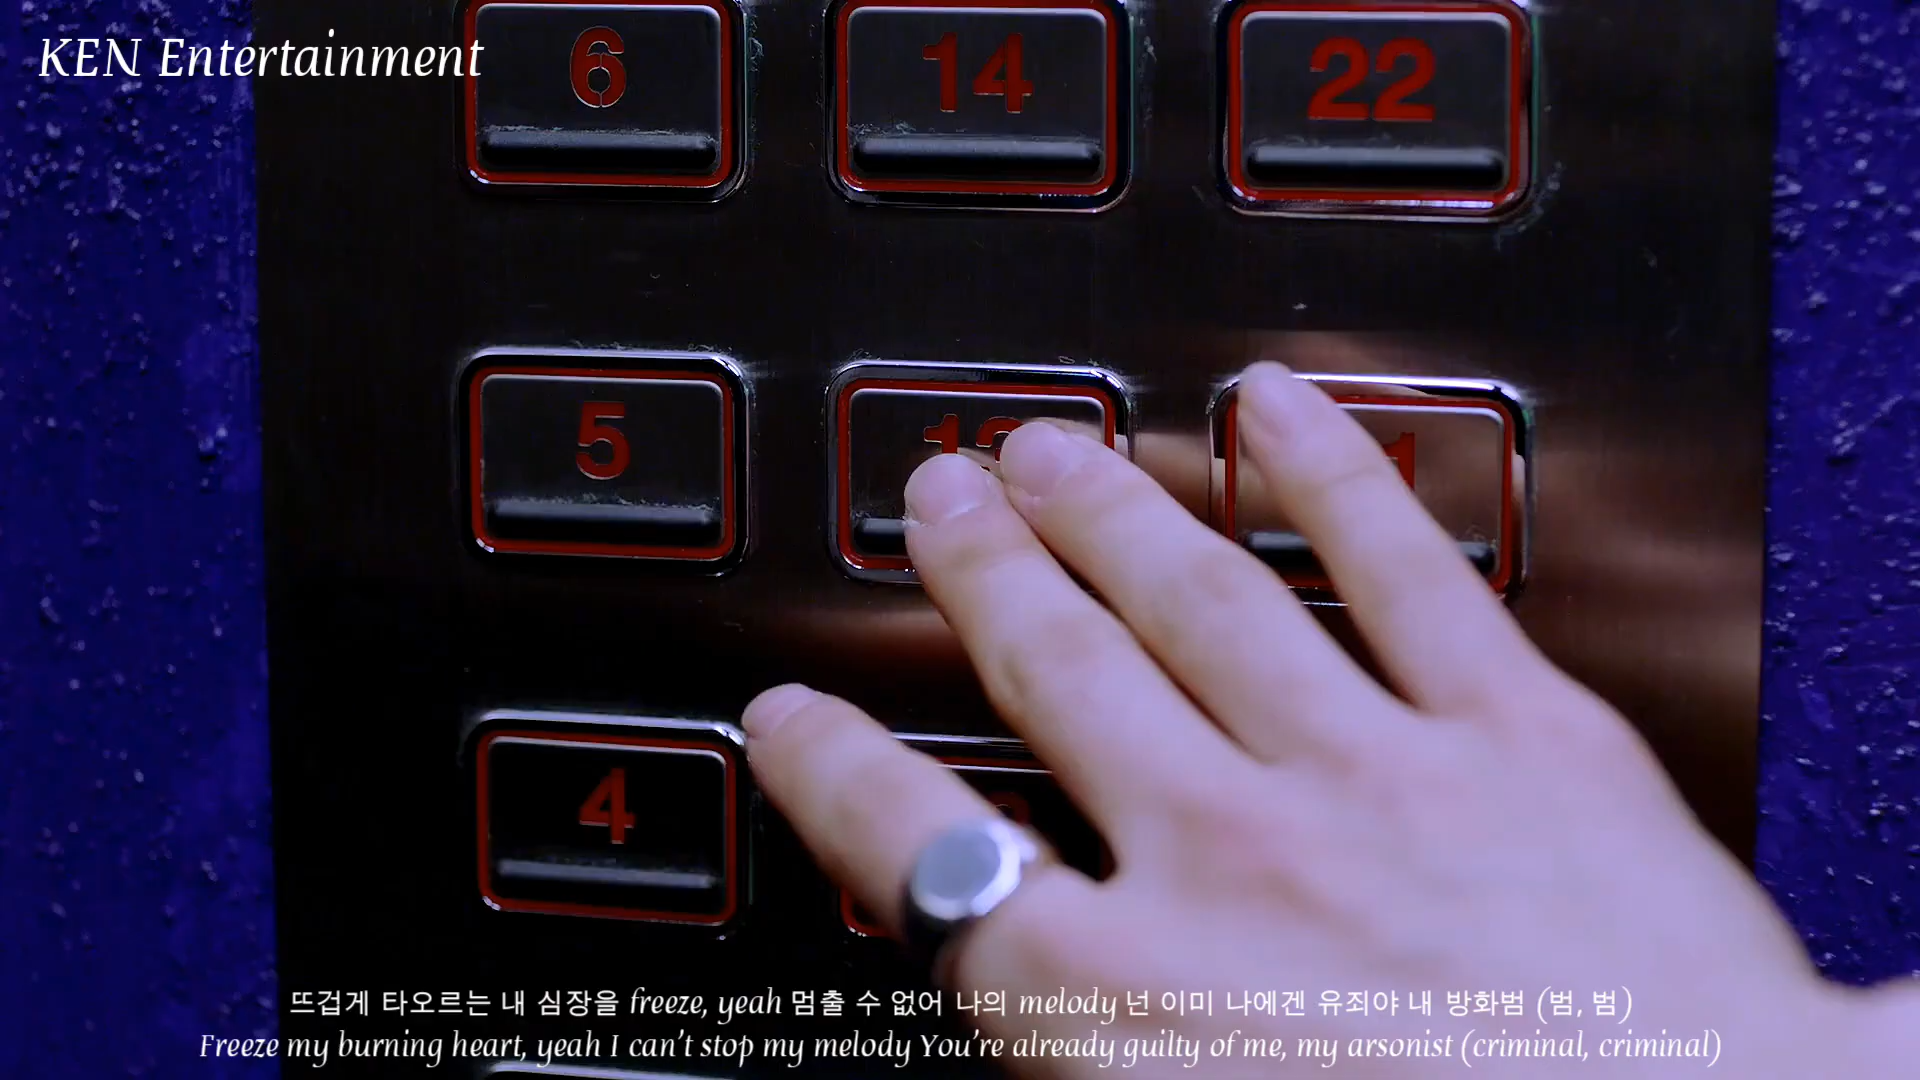 KEN Entertainment
6 14 22
5 13
4
뜨겁게 타오르는 내 심장을 freeze, yeah 멈출 수 없어 나의 melody 넌 이미 나에겐 유죄야 내 방화범 (범, 범)
Freeze my burning heart, yeah I can't stop my melody You're already guilty of me, my arsonist (criminal, criminal)